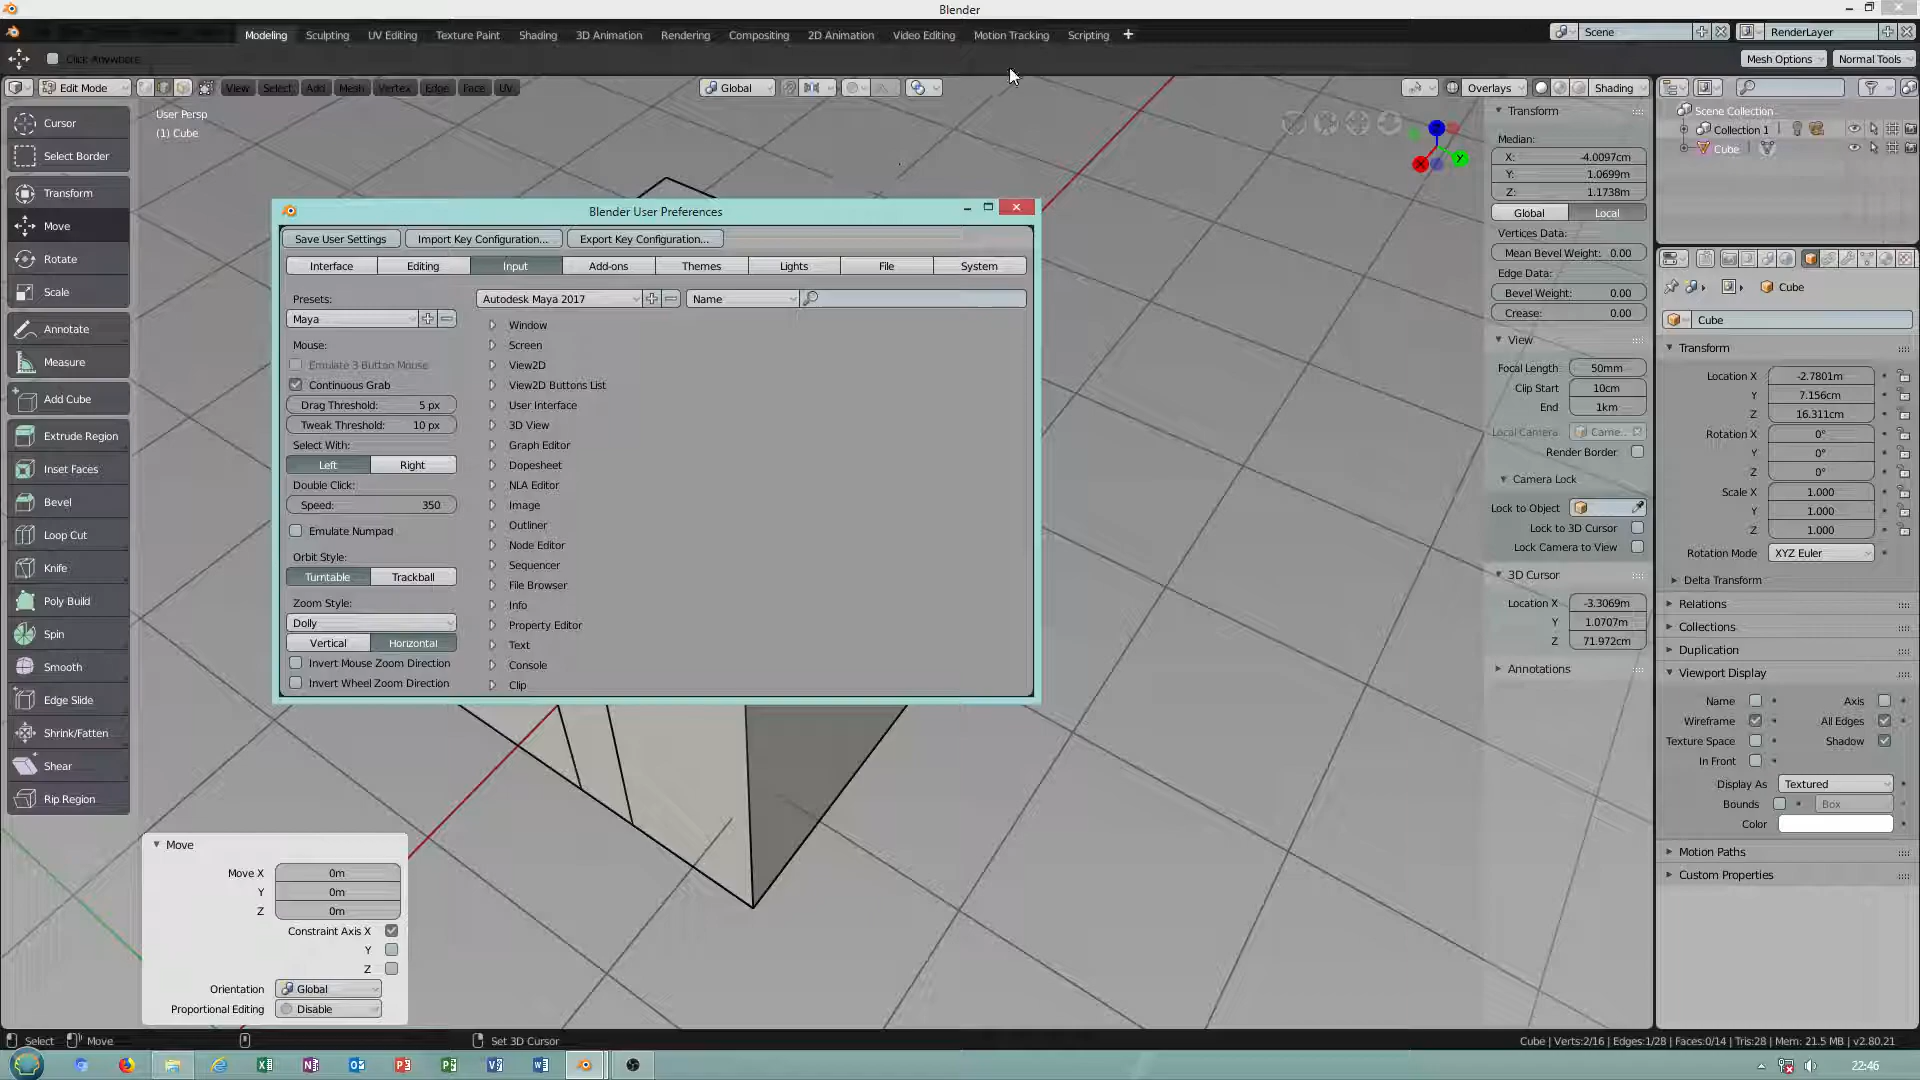 Blender
Modeling Sculpting UV Editing Texture Paint Shading 3D Animation Rendering Compositing 2D Animation Video Editing Motion Tracking Scripting
Scene RenderLayer
Click Anywhere
Mesh Options Normal Tools
Edit Mode View Select Add Mesh Vertex Edge Face UV Global Overlays Shading
User Persp
(1) Cube
Cursor
Select Border
Transform
Move
Rotate
Scale
Annotate
Measure
Add Cube
Extrude Region
Inset Faces
Bevel
Loop Cut
Knife
Poly Build
Spin
Smooth
Edge Slide
Shrink/Fatten
Shear
Rip Region
Blender User Preferences
Save User Settings Import Key Configuration... Export Key Configuration...
Interface Editing Input Add-ons Themes Lights File System
Presets:
Maya
Mouse:
Emulate 3 Button Mouse
Continuous Grab
Drag Threshold: 5 px
Tweak Threshold: 10 px
Select With:
Left Right
Double Click:
Speed: 350
Emulate Numpad
Orbit Style:
Turntable Trackball
Zoom Style:
Dolly
Vertical Horizontal
Invert Mouse Zoom Direction
Invert Wheel Zoom Direction
Autodesk Maya 2017 Name
Window
Screen
View2D
View2D Buttons List
User Interface
3D View
Graph Editor
Dopesheet
NLA Editor
Image
Outliner
Node Editor
Sequencer
File Browser
Info
Property Editor
Text
Console
Clip
Move
Move X 0m
Y 0m
Z 0m
Constraint Axis X
Y
Z
Orientation Global
Proportional Editing Disable
Z
Y
X
Transform
Median:
X: -4.0097cm
Y: 1.0699m
Z: 1.1738m
Global Local
Vertices Data:
Mean Bevel Weight: 0.00
Edge Data:
Bevel Weight: 0.00
Crease: 0.00
View
Focal Length 50mm
Clip Start 10cm
End 1km
Local Camera Came..
Render Border
Camera Lock
Lock to Object
Lock to 3D Cursor
Lock Camera to View
3D Cursor
Location X -3.3069m
Y 1.0707m
Z 71.972cm
Annotations
Scene Collection
Collection 1
Cube
Cube
Cube
Transform
Location X -2.7801m
Y 7.156cm
Z 16.311cm
Rotation X 0°
Y 0°
Z 0°
Scale X 1.000
Y 1.000
Z 1.000
Rotation Mode XYZ Euler
Delta Transform
Relations
Collections
Duplication
Viewport Display
Name Axis
Wireframe All Edges
Texture Space Shadow
In Front
Display As Textured
Bounds Box
Color
Motion Paths
Custom Properties
Select Move Set 3D Cursor Cube | Verts:2/16 | Edges:1/28 | Faces:0/14 | Tris:28 | Mem: 21.5 MB | v2.80.21
22:46